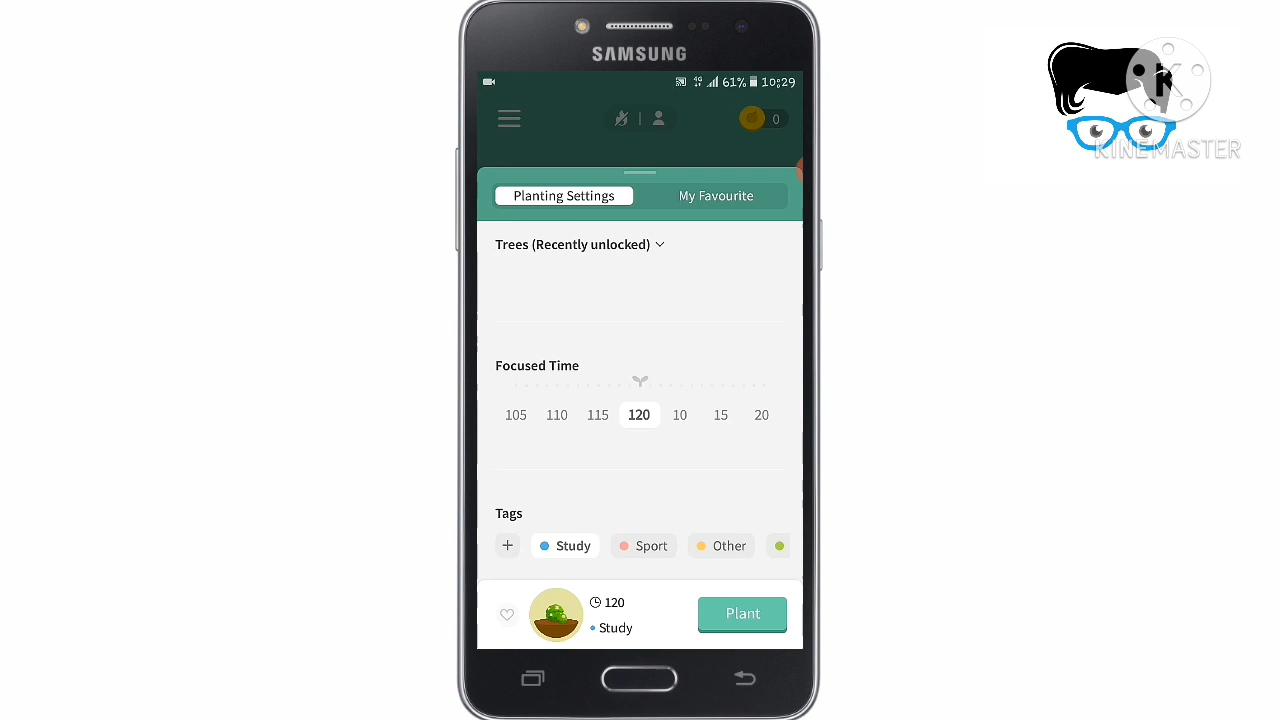 SAMSUNG
4G 61% 10:29
0
Planting Settings My Favourite
Trees (Recently unlocked)
Focused Time
105 110 115 120 10 15 20
Tags
+ Study Sport Other
120
Study
Plant
K
KINEMASTER